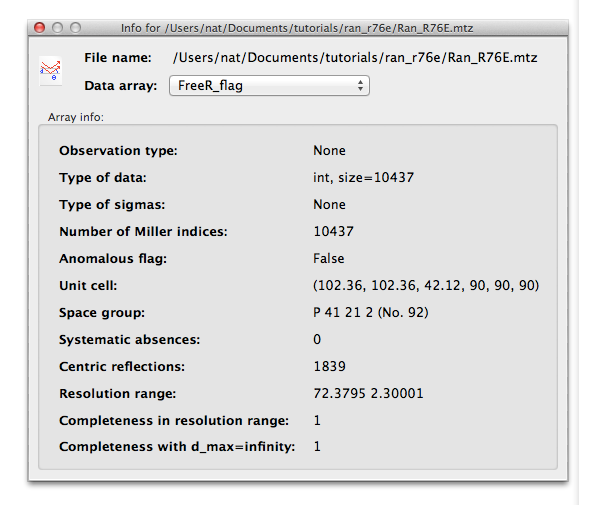 Info for /Users/nat/Documents/tutorials/ran_r76e/Ran_R76E.mtz
File name: /Users/nat/Documents/tutorials/ran_r76e/Ran_R76E.mtz
Data array: FreeR_flag
Array info:
Observation type: None
Type of data: int, size=10437
Type of sigmas: None
Number of Miller indices: 10437
Anomalous flag: False
Unit cell: (102.36, 102.36, 42.12, 90, 90, 90)
Space group: P 41 21 2 (No. 92)
Systematic absences: 0
Centric reflections: 1839
Resolution range: 72.3795 2.30001
Completeness in resolution range: 1
Completeness with d_max=infinity: 1